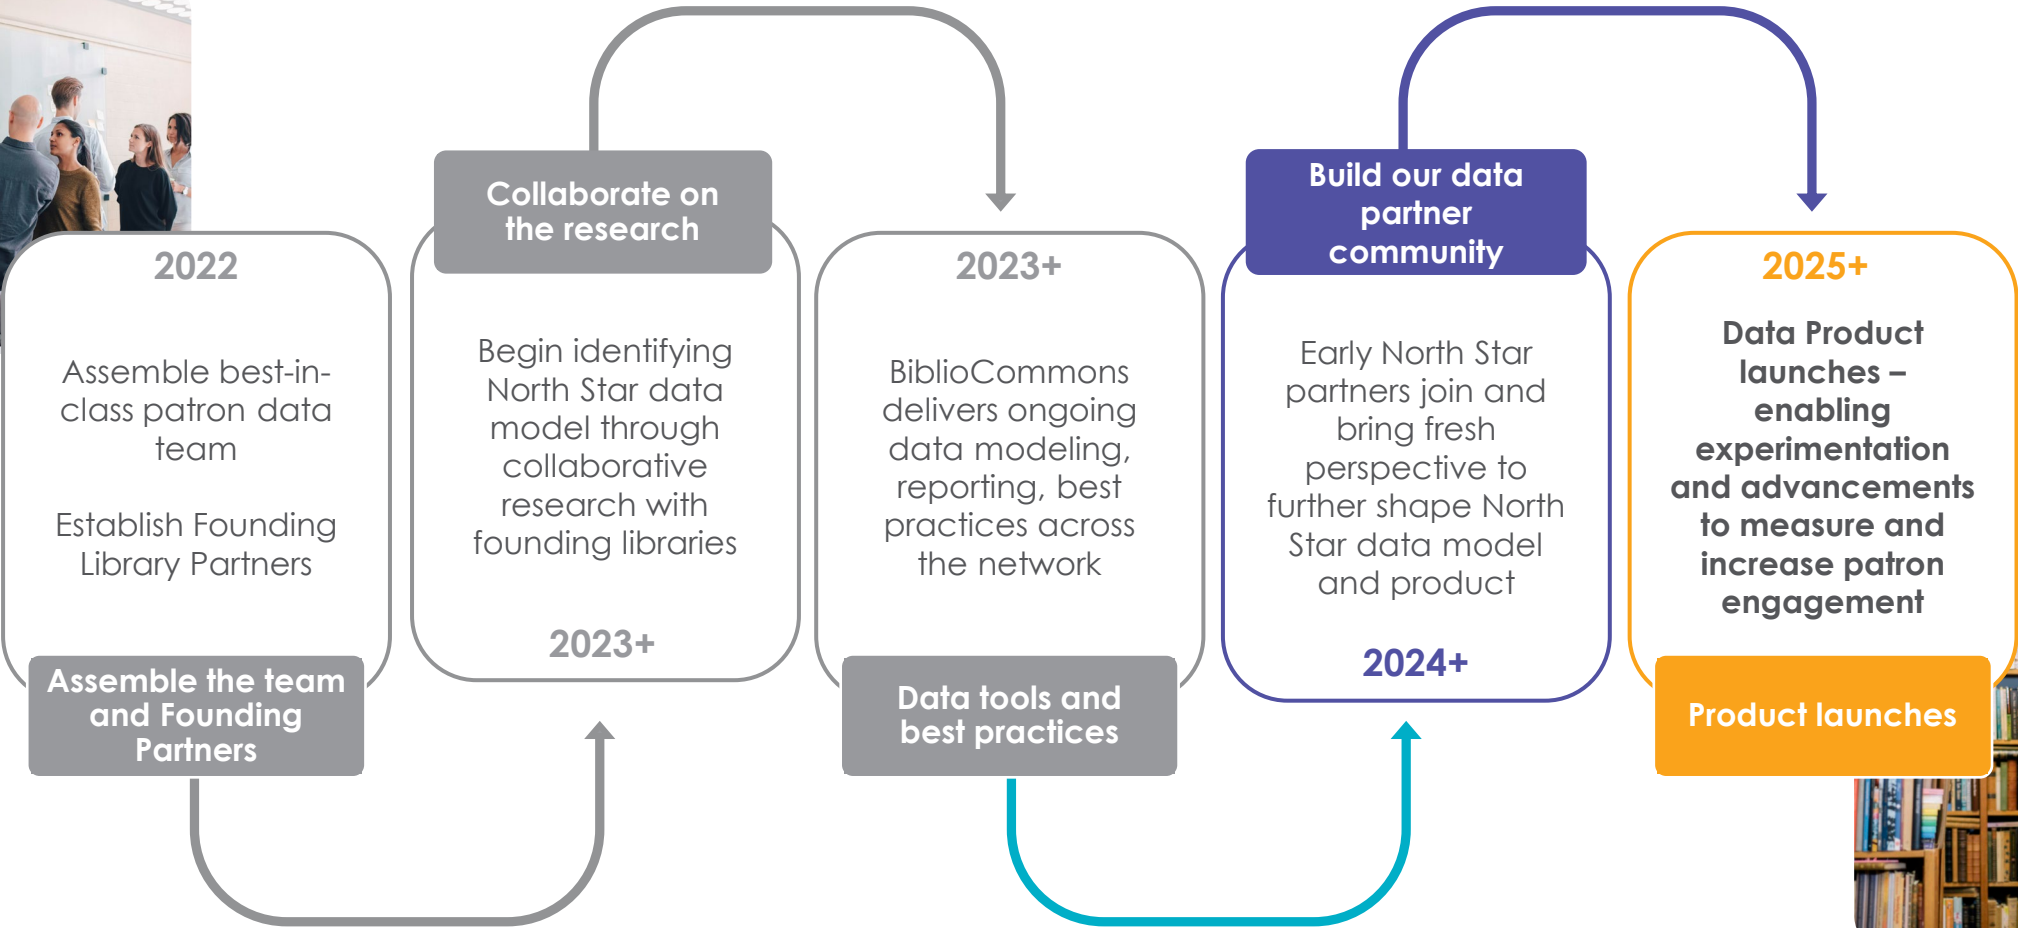 2022
Assemble best-in-
class patron data
team
Establish Founding
Library Partners
Assemble the team
and Founding
Partners
Collaborate on
the research
Begin identifying
North Star data
model through
collaborative
research with
founding libraries
2023+
2023+
BiblioCommons
delivers ongoing
data modeling,
reporting, best
practices across
the network
Data tools and
best practices
Build our data
partner
community
Early North Star
partners join and
bring fresh
perspective to
further shape North
Star data model
and product
2024+
2025+
Data Product
launches –
enabling
experimentation
and advancements
to measure and
increase patron
engagement
Product launches